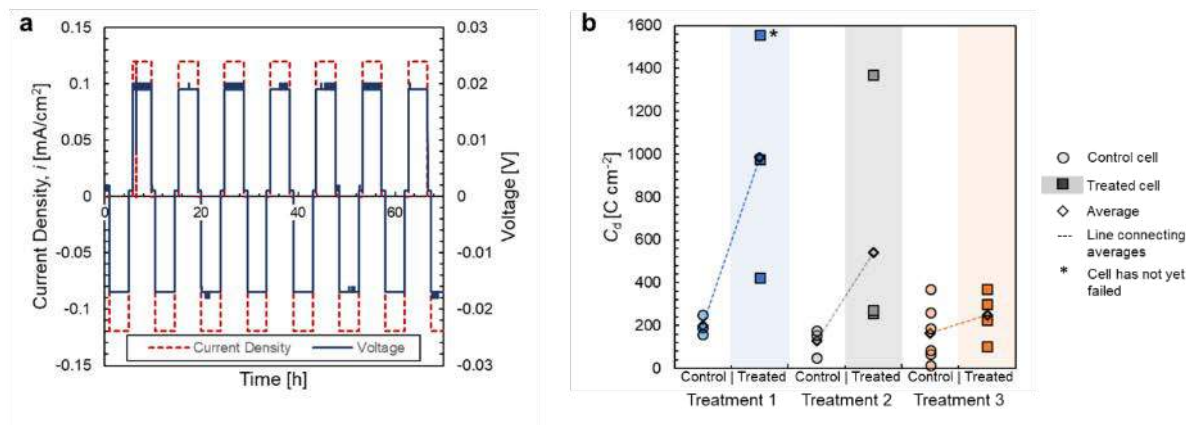 a
Current Density, i [mA/cm²]
0.15
0.1
0.05
0
-0.05
-0.1
-0.15
0.03
0.02
0.01
0
-0.01
-0.02
-0.03
Voltage [V]
0
20
40
60
Current Density
Voltage
Time [h]
b
Cd [C cm-2]
1600
1400
1200
1000
800
600
400
200
0
*
Control | Treated
Control | Treated
Control | Treated
Treatment 1
Treatment 2
Treatment 3
Control cell
Treated cell
Average
Line connecting
averages
* Cell has not yet
failed